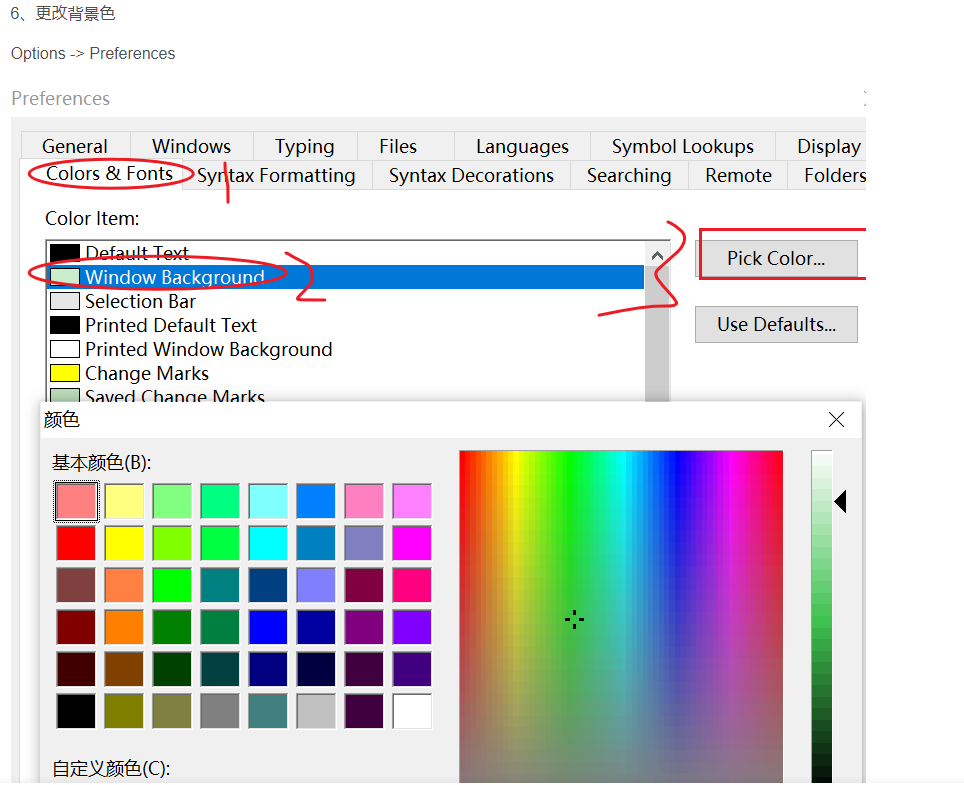 6、更改背景色
Options -> Preferences
Preferences
General Windows Typing Files Languages Symbol Lookups Display
Colors & Fonts Syntax Formatting Syntax Decorations Searching Remote Folders
1
Color Item:
Default Text
Window Background
Selection Bar
Printed Default Text
Printed Window Background
Change Marks
Saved Change Marks
2
3
Pick Color...
Use Defaults...
颜色
基本颜色(B):
自定义颜色(C):